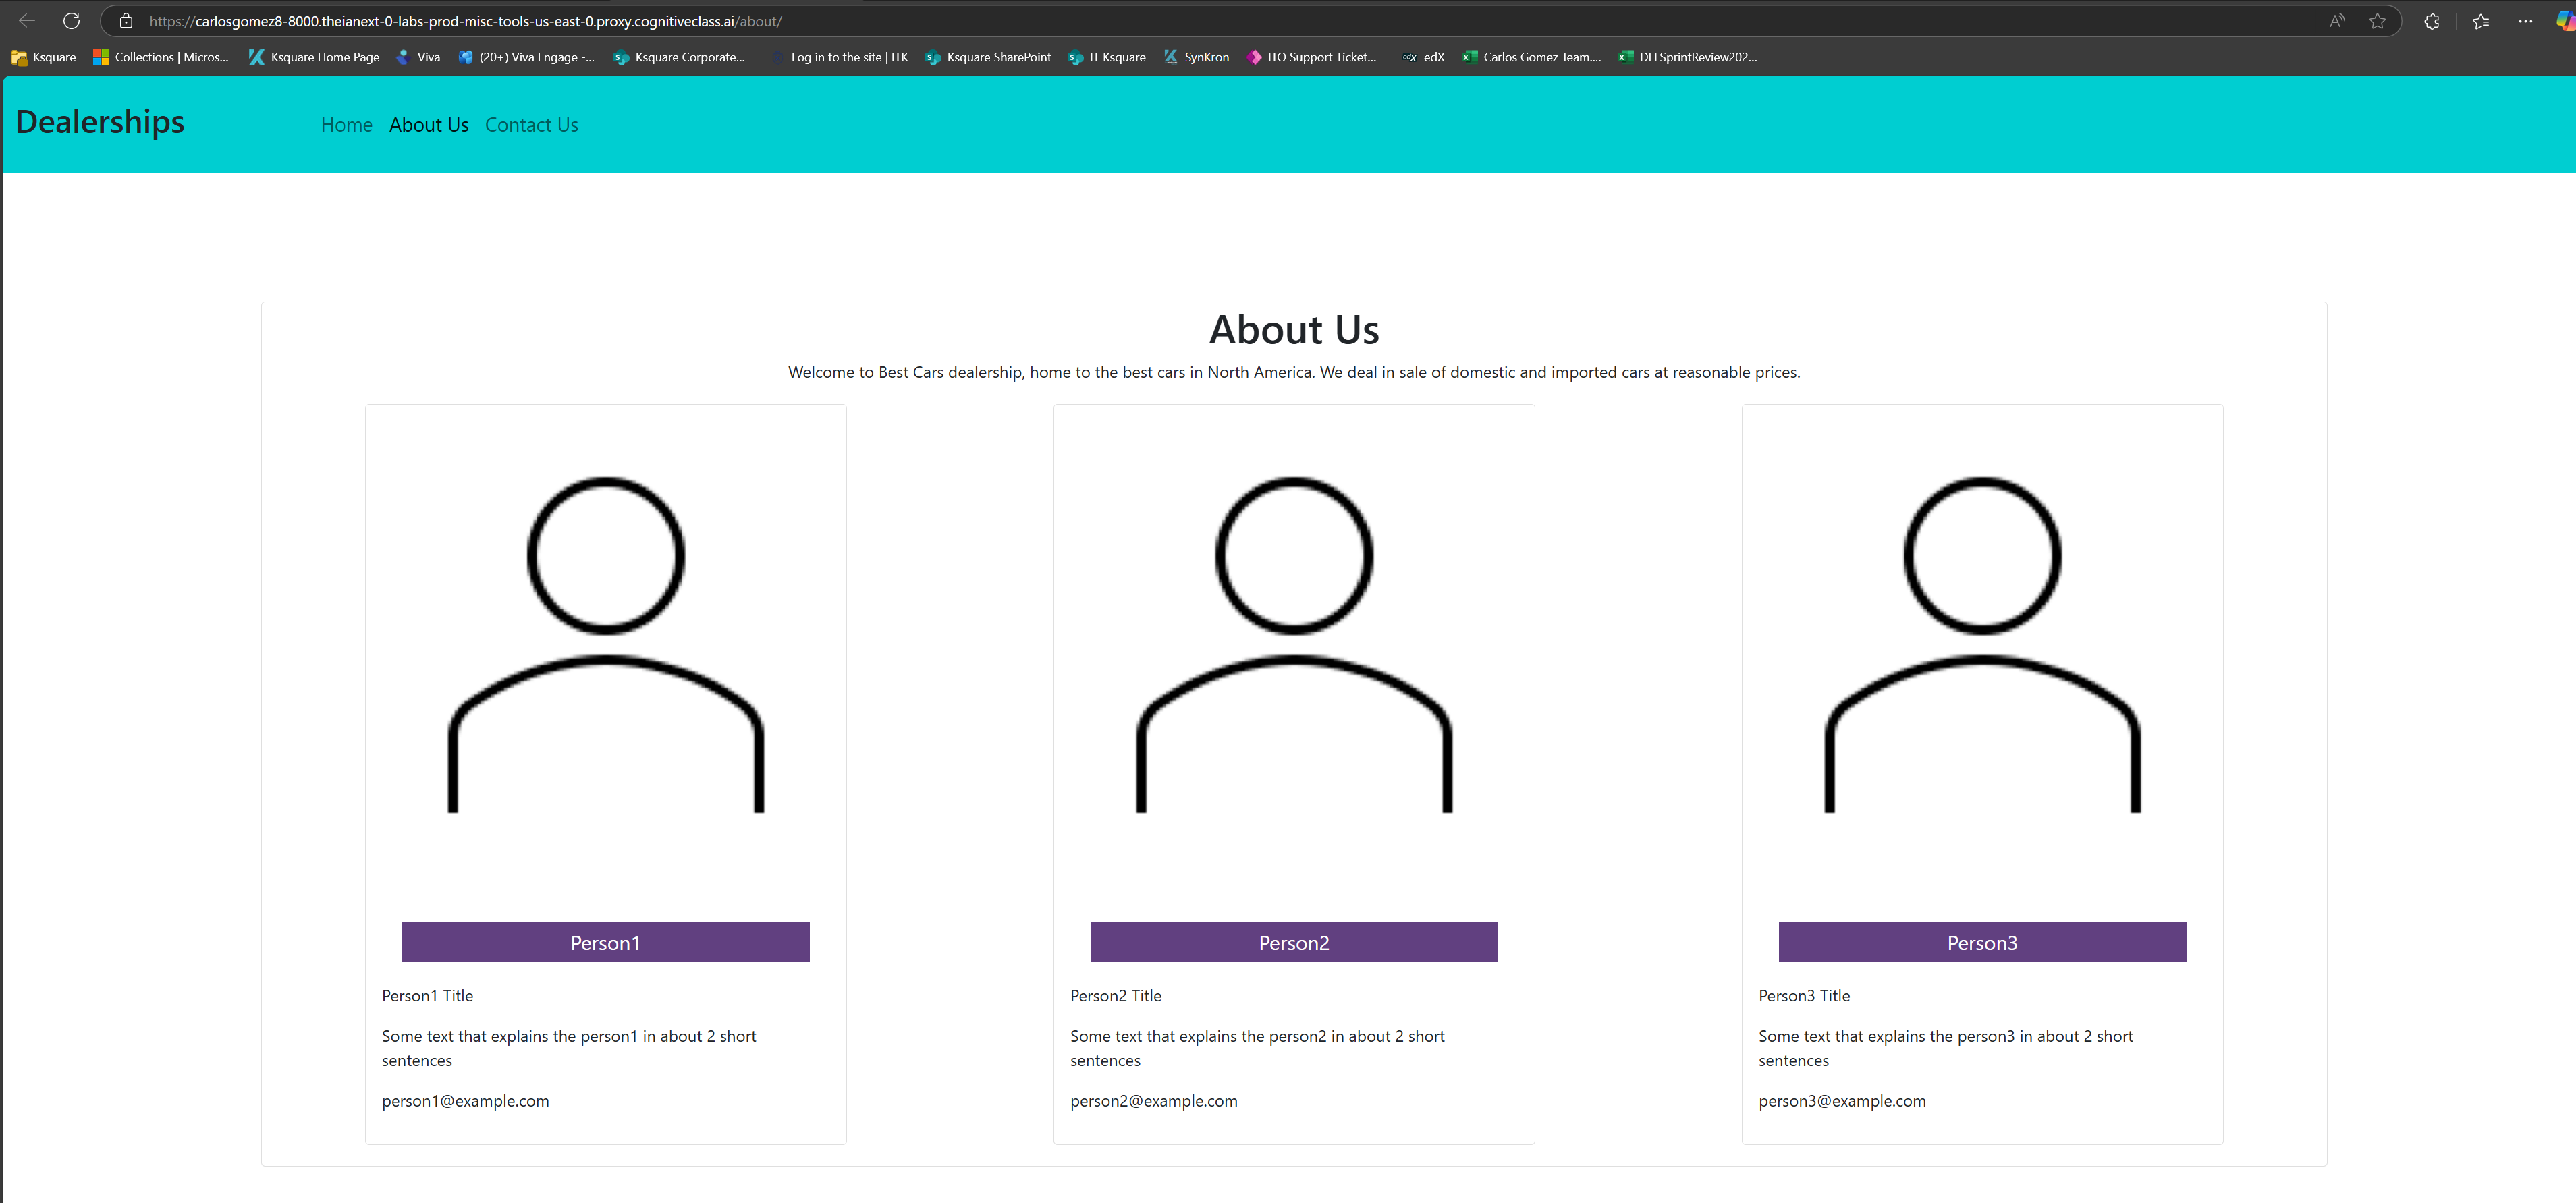 https://carlosgomez8-8000.theianext-0-labs-prod-misc-tools-us-east-0.proxy.cognitiveclass.ai/about/
Ksquare Collections | Micros... Ksquare Home Page Viva (20+) Viva Engage -... Ksquare Corporate... Log in to the site | ITK Ksquare SharePoint IT Ksquare SynKron ITO Support Ticket... edX edX Carlos Gomez Team.... DLLSprintReview202...
Dealerships Home About Us Contact Us
About Us
Welcome to Best Cars dealership, home to the best cars in North America. We deal in sale of domestic and imported cars at reasonable prices.
Person1
Person1 Title
Some text that explains the person1 in about 2 short
sentences
person1@example.com
Person2
Person2 Title
Some text that explains the person2 in about 2 short
sentences
person2@example.com
Person3
Person3 Title
Some text that explains the person3 in about 2 short
sentences
person3@example.com